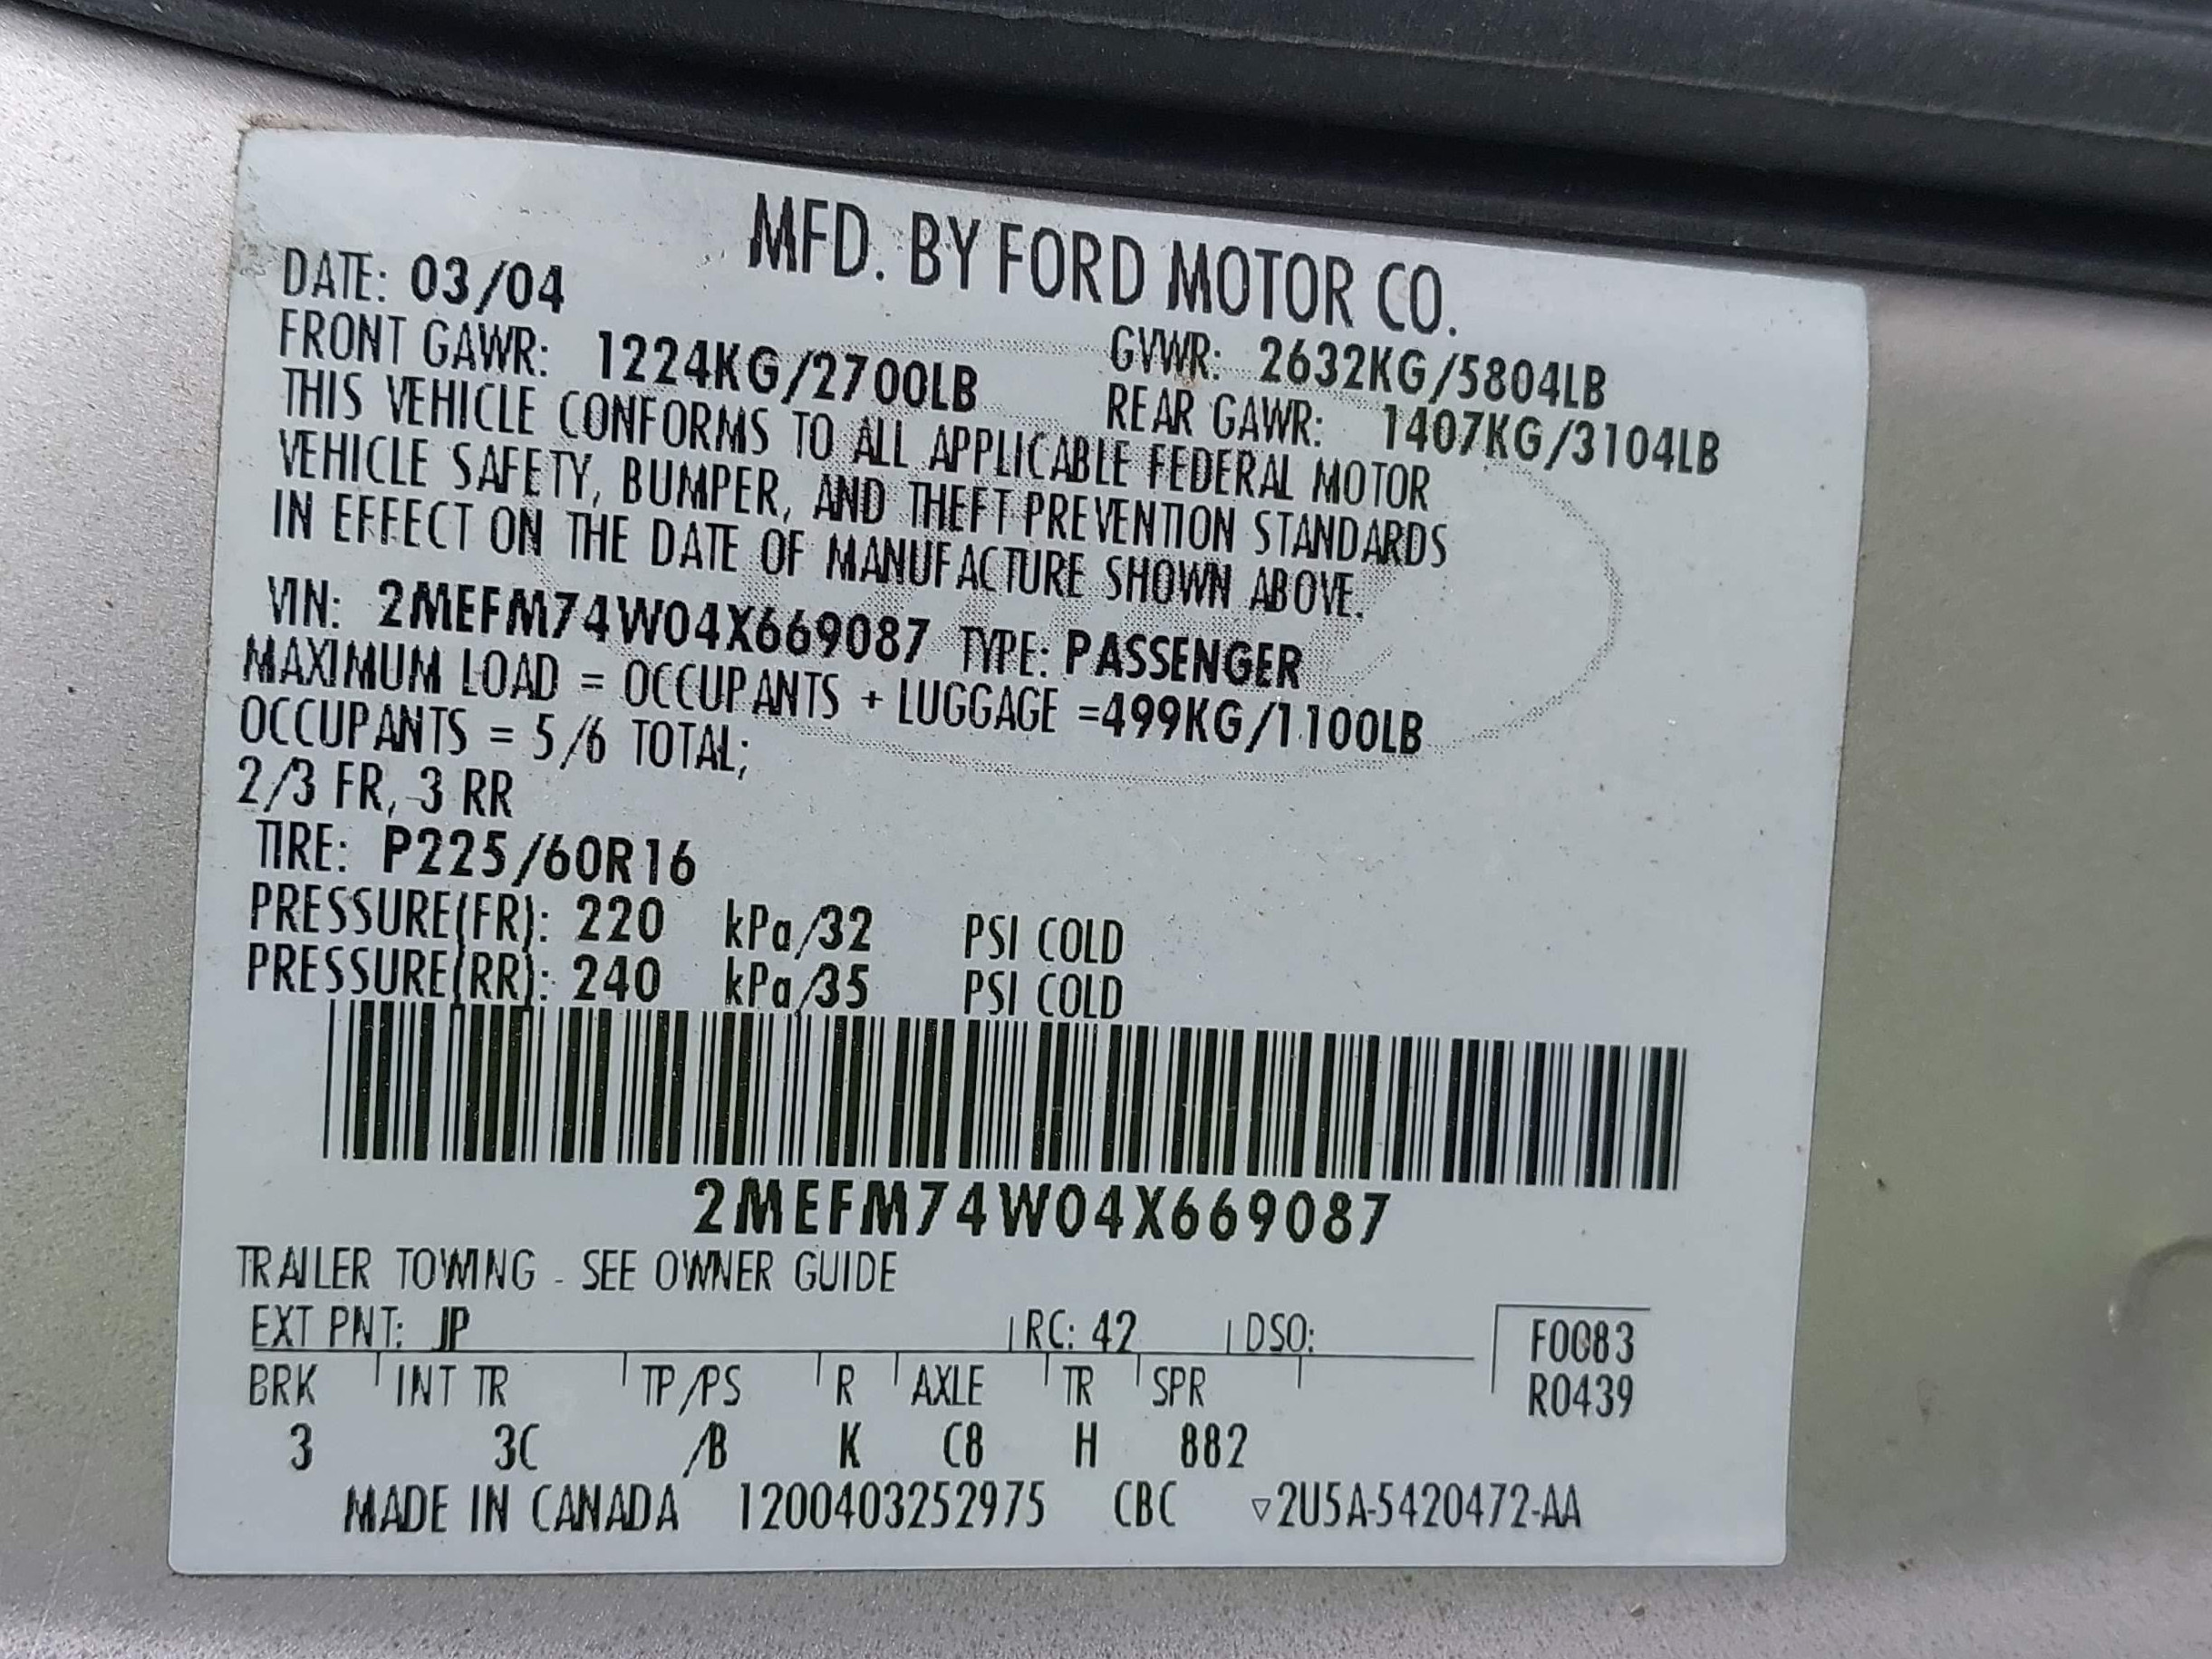 MFD. BY FORD MOTOR CO.
DATE: 03/04
GVWR: 2632KG/5804LB
FRONT GAWR: 1224KG/2700LB
REAR GAWR: 1407KG/3104LB
THIS VEHICLE CONFORMS TO ALL APPLICABLE FEDERAL MOTOR
VEHICLE SAFETY, BUMPER, AND THEFT PREVENTION STANDARDS
IN EFFECT ON THE DATE OF MANUFACTURE SHOWN ABOVE.
VIN: 2MEFM74W04X669087 TYPE: PASSENGER
MAXIMUM LOAD = OCCUPANTS + LUGGAGE =499KG/1100LB
OCCUPANTS = 5/6 TOTAL;
2/3 FR, 3 RR
TIRE: P225/60R16
PRESSURE(FR): 220 kPa/32 PSI COLD
PRESSURE(RR): 240 kPa/35 PSI COLD
2MEFM74W04X669087
TRAILER TOWING - SEE OWNER GUIDE
EXT PNT: JP RC: 42 DSO: F0083
BRK INT TR TP/PS R AXLE TR SPR R0439
3 3C /B K C8 H 882
MADE IN CANADA 1200403252975 CBC ▽2U5A-5420472-AA